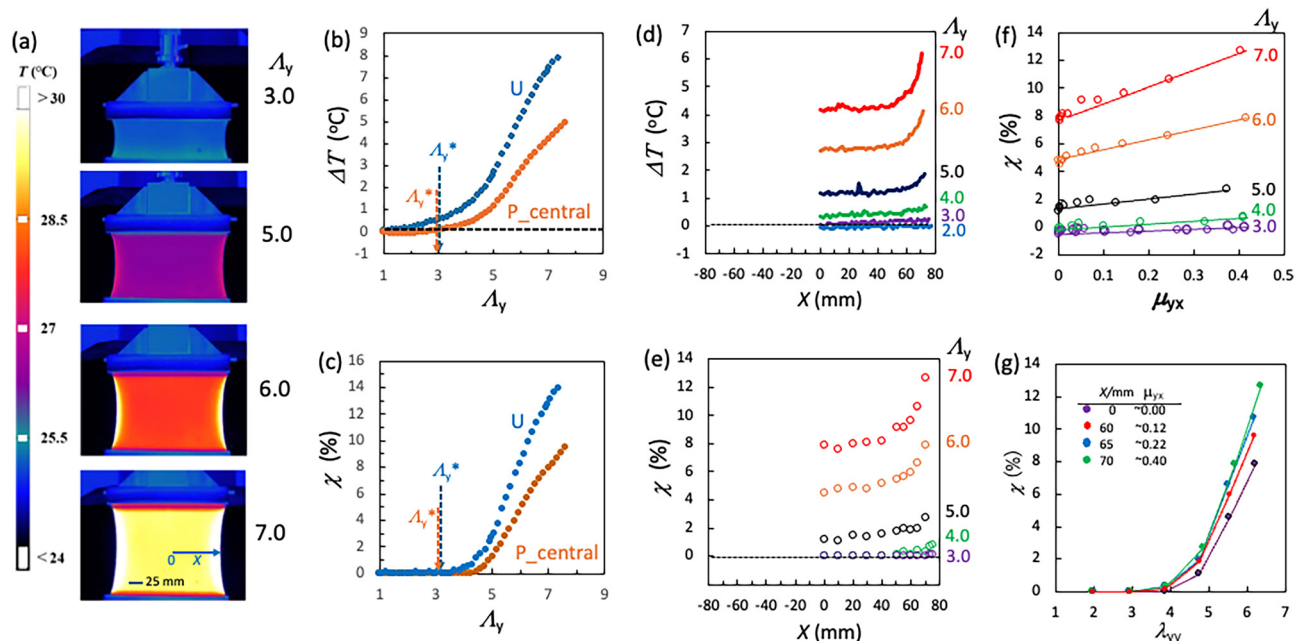 (a)
T (°C)
> 30
28.5
27
25.5
< 24
Λy
3.0
5.0
6.0
7.0
0 X
25 mm
(b)
ΔT (°C)
9
8
7
6
5
4
3
2
1
0
-1
U
Λy*
Λy*
P_central
1 3 5 7 9
Λy
(c)
χ (%)
16
14
12
10
8
6
4
2
0
U
Λy*
Λy*
P_central
1 3 5 7 9
Λy
(d)
ΔT (°C)
7
6
5
4
3
2
1
0
-1
Λy
7.0
6.0
5.0
4.0
3.0
2.0
-80 -60 -40 -20 0 20 40 60 80
X (mm)
(e)
χ (%)
14
12
10
8
6
4
2
0
Λy
7.0
6.0
5.0
4.0
3.0
-80 -60 -40 -20 0 20 40 60 80
X (mm)
(f)
χ (%)
14
12
10
8
6
4
2
0
-2
Λy
7.0
6.0
5.0
4.0
3.0
0 0.1 0.2 0.3 0.4 0.5
μyx
(g)
χ (%)
14
12
10
8
6
4
2
0
X/mm μyx
0 ~0.00
60 ~0.12
65 ~0.22
70 ~0.40
1 2 3 4 5 6 7
λyy